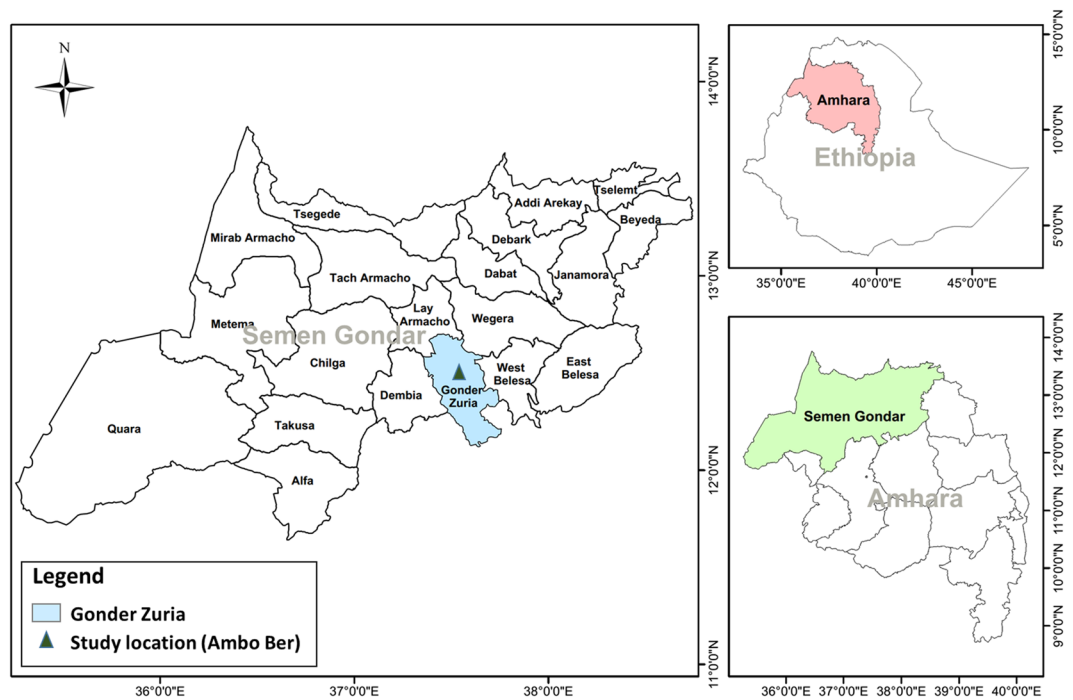 N
Tsegede
Mirab Armacho
Tach Armacho
Addi Arekay
Tselemt
Beyeda
Debark
Dabat
Janamora
Lay
Armacho
Wegera
Metema
Semen Gondar
Chilga
West
Belesa
East
Belesa
Dembia
Gonder
Zuria
Quara
Takusa
Alfa
14°0'0"N
13°0'0"N
12°0'0"N
11°0'0"N
36°0'0"E
37°0'0"E
38°0'0"E
Legend
Gonder Zuria
Study location (Ambo Ber)
Amhara
Ethiopia
15°0'0"N
10°0'0"N
5°0'0"N
35°0'0"E
40°0'0"E
45°0'0"E
Semen Gondar
Amhara
14°0'0"N
13°0'0"N
12°0'0"N
11°0'0"N
10°0'0"N
9°0'0"N
36°0'0"E
37°0'0"E
38°0'0"E
39°0'0"E
40°0'0"E